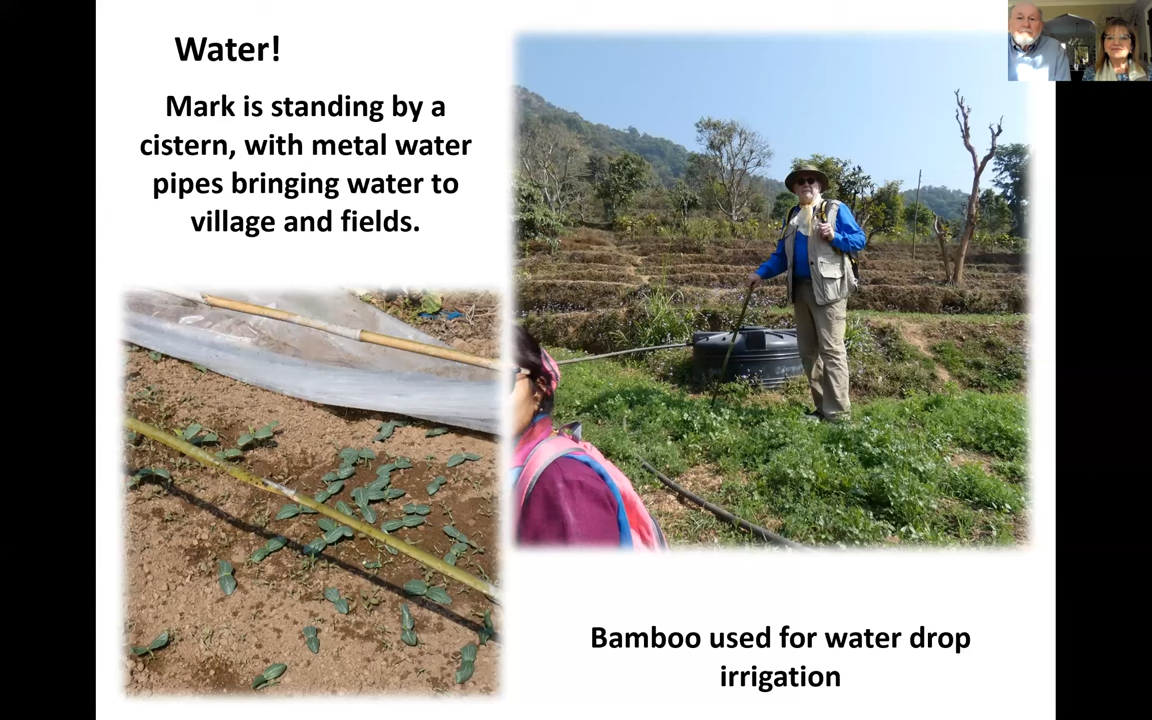 Water!
Mark is standing by a
cistern, with metal water
pipes bringing water to
village and fields.
Bamboo used for water drop
irrigation